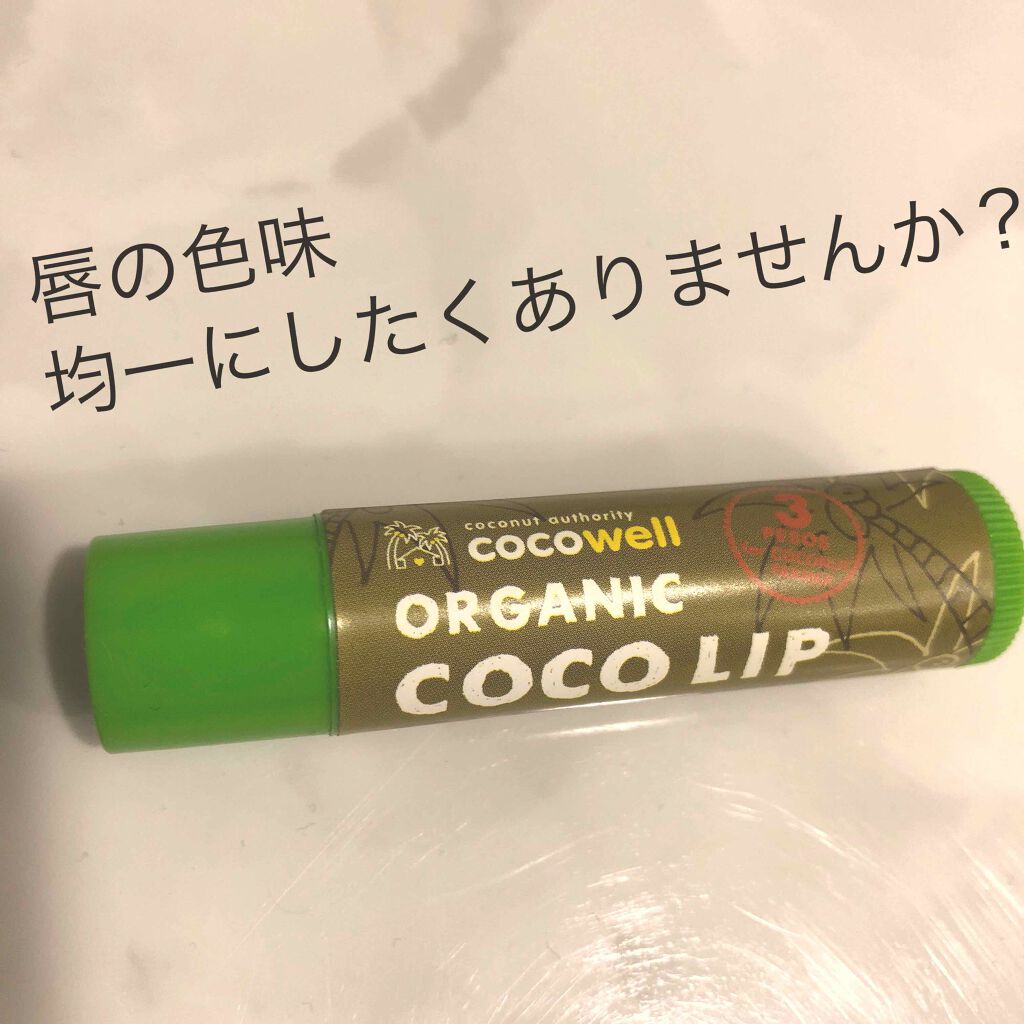 唇の色味
均一にしたくありませんか？
coconut authority
cocowell
ORGANIC
COCO LIP
3